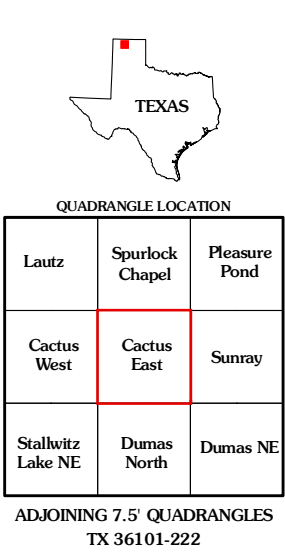 TEXAS
QUADRANGLE LOCATION
Lautz
Spurlock
Chapel
Pleasure
Pond
Cactus
West
Cactus
East
Sunray
Stallwitz
Lake NE
Dumas
North
Dumas NE
ADJOINING 7.5' QUADRANGLES
TX 36101-222